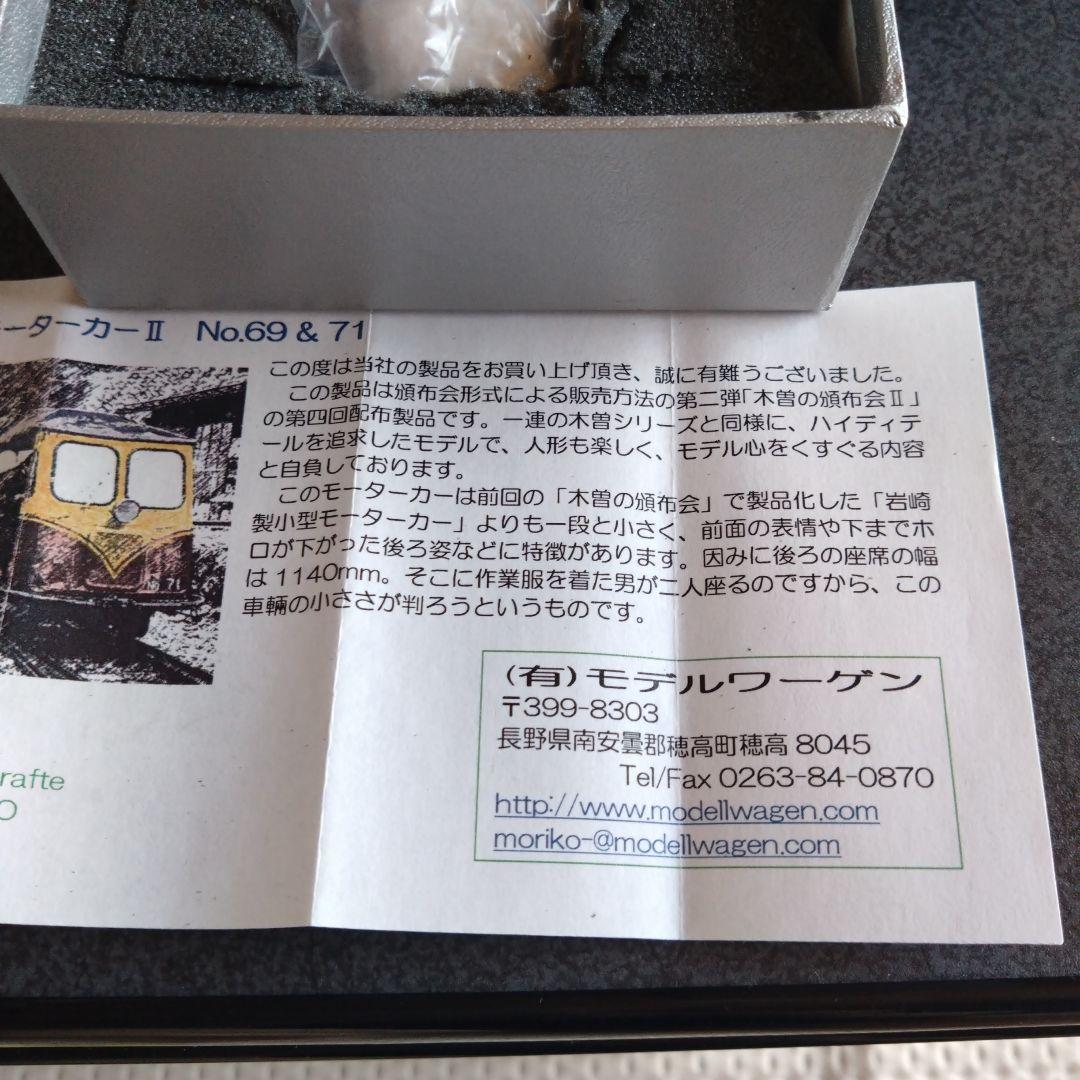 モーターカーⅡ No.69 & 71
この度は当社の製品をお買い上げ頂き、誠に有難うございました。
この製品は頒布会形式による販売方法の第二弾「木曽の頒布会Ⅱ」
の第四回配布製品です。一連の木曽シリーズと同様に、ハイディテ
ールを追求したモデルで、人形も楽しく、モデル心をくすぐる内容
と自負しております。
このモーターカーは前回の「木曽の頒布会」で製品化した「岩崎
製小型モーターカー」よりも一段と小さく、前面の表情や下までホ
ロが下がった後ろ姿などに特徴があります。因みに後ろの座席の幅
は 1140mm。そこに作業服を着た男が二人座るのですから、この
車輌の小ささが判ろうというものです。
No 71
rafte
O
(有)モデルワーゲン
〒399-8303
長野県南安曇郡穂高町穂高 8045
Tel/Fax 0263-84-0870
http://www.modellwagen.com
moriko-@modellwagen.com